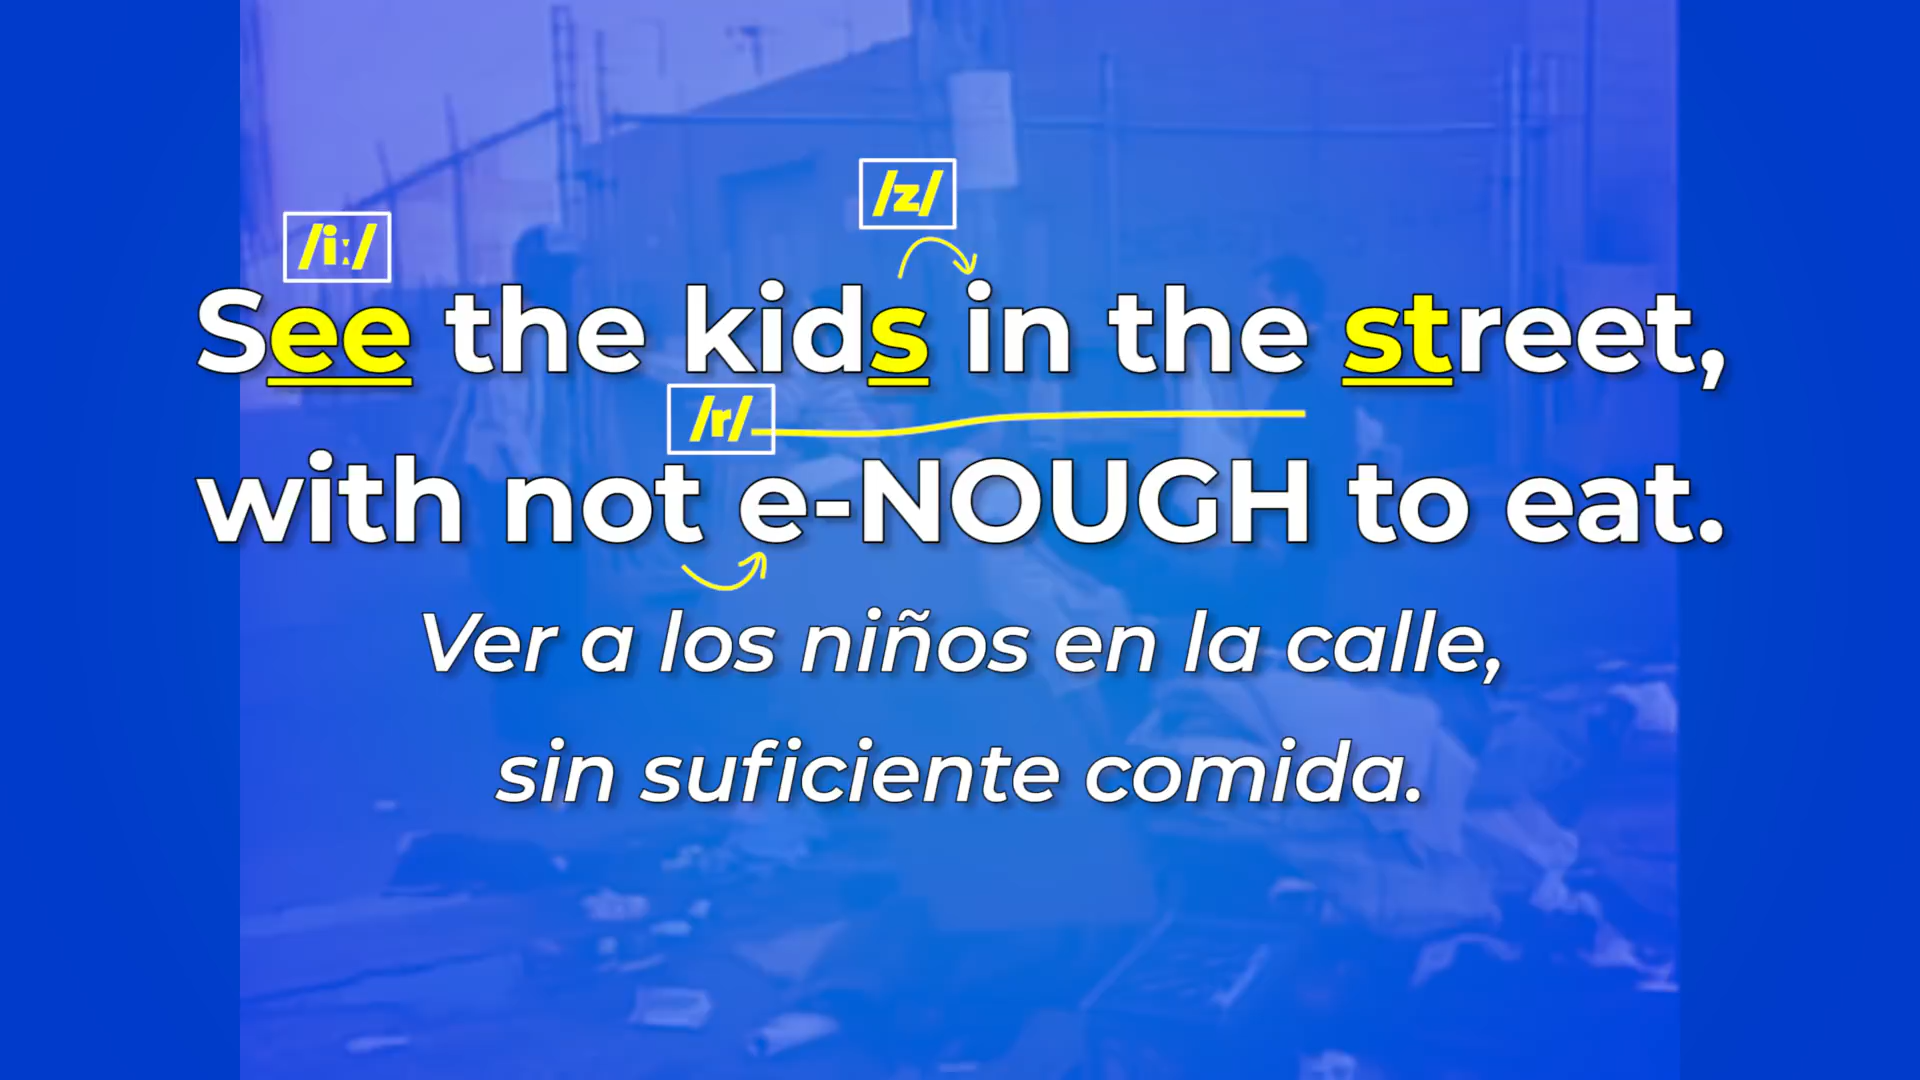 /z/
/iː/
See the kids in the street,
/r/
with not e-NOUGH to eat.
Ver a los niños en la calle,
sin suficiente comida.